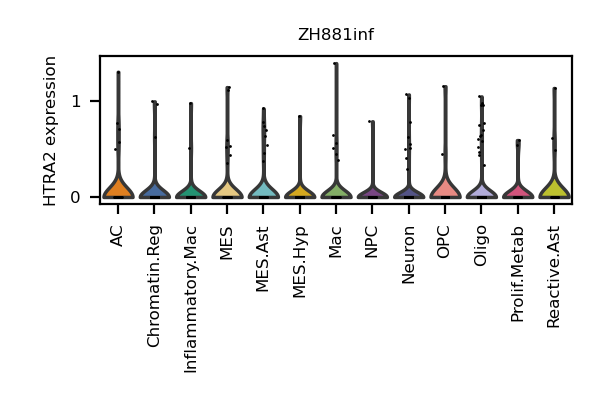 ZH881inf
HTRA2 expression
1
0
AC
Chromatin.Reg
Inflammatory.Mac
MES
MES.Ast
MES.Hyp
Mac
NPC
Neuron
OPC
Oligo
Prolif.Metab
Reactive.Ast